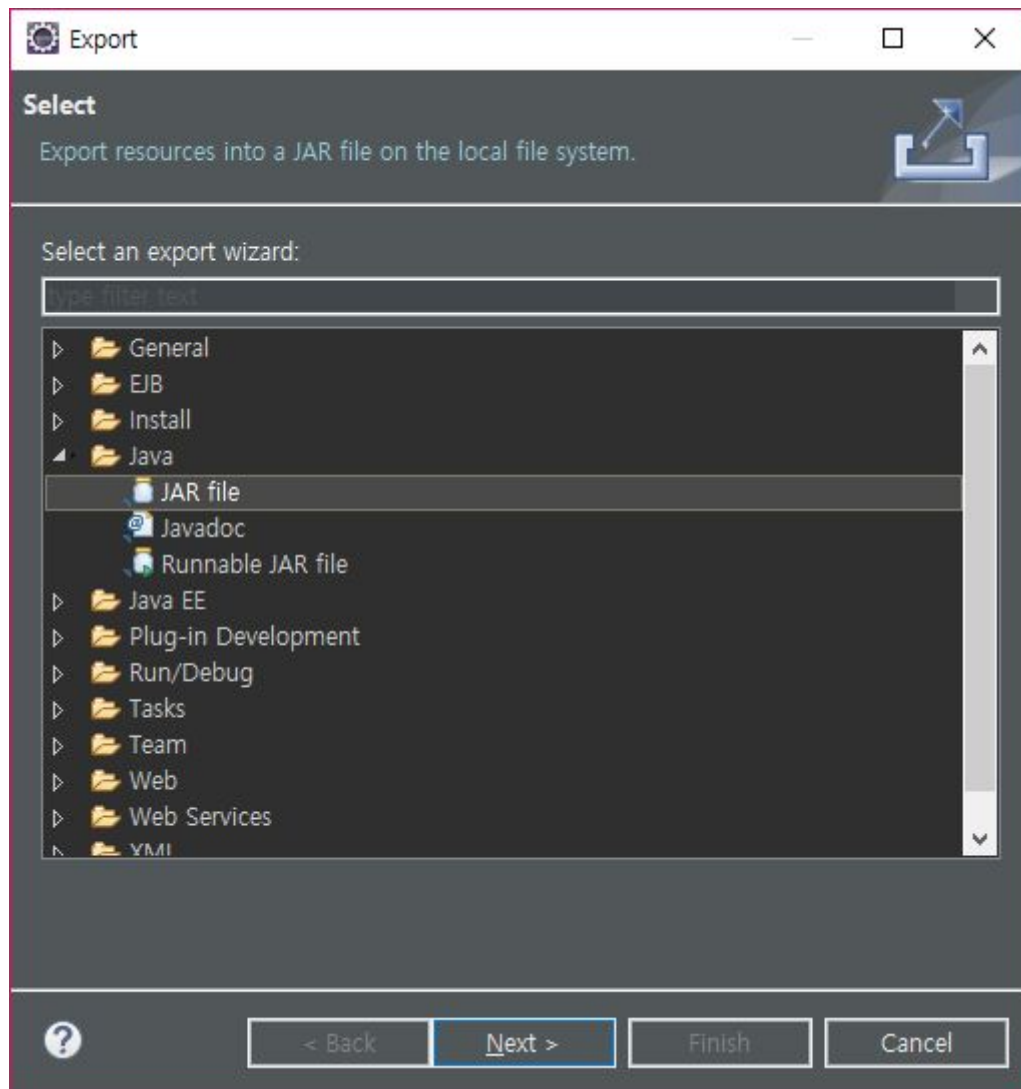 Export
Select
Export resources into a JAR file on the local file system.
Select an export wizard:
type filter text
General
EJB
Install
Java
JAR file
Javadoc
Runnable JAR file
Java EE
Plug-in Development
Run/Debug
Tasks
Team
Web
Web Services
XML
< Back
Next >
Finish
Cancel